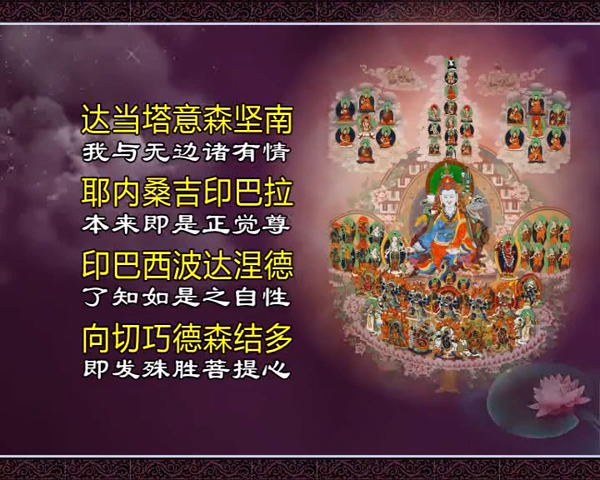 达当塔意森坚南
我与无边诸有情
耶内桑吉印巴拉
本来即是正觉尊
印巴西波达涅德
了知如是之自性
向切巧德森结多
即发殊胜菩提心